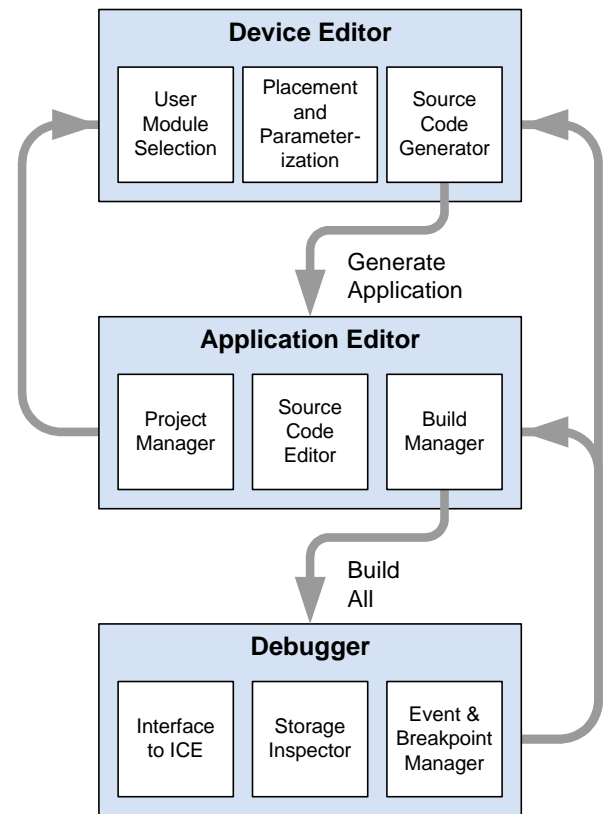 Device Editor
User
Module
Selection
Placement
and
Parameter-
ization
Source
Code
Generator
Generate
Application
Application Editor
Project
Manager
Source
Code
Editor
Build
Manager
Build
All
Debugger
Interface
to ICE
Storage
Inspector
Event &
Breakpoint
Manager